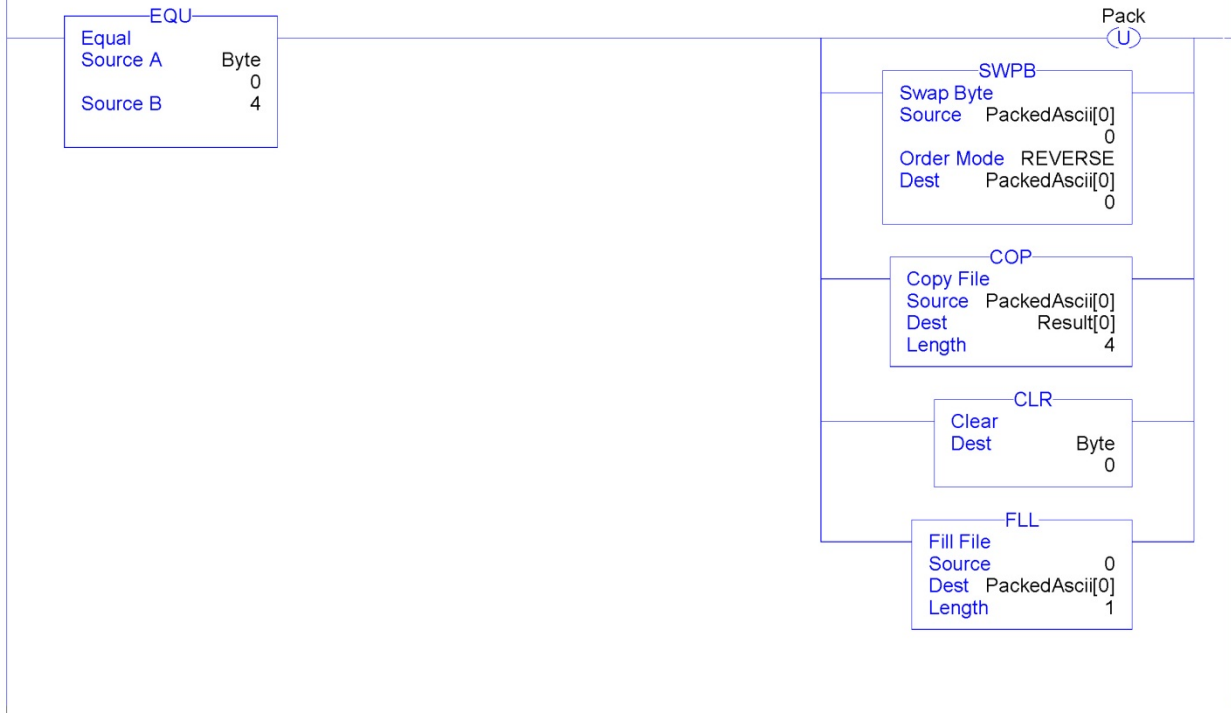 EQU
Equal
Source A Byte
0
Source B 4
Pack
U
SWPB
Swap Byte
Source PackedAscii[0]
0
Order Mode REVERSE
Dest PackedAscii[0]
0
COP
Copy File
Source PackedAscii[0]
Dest Result[0]
Length 4
CLR
Clear
Dest Byte
0
FLL
Fill File
Source 0
Dest PackedAscii[0]
Length 1